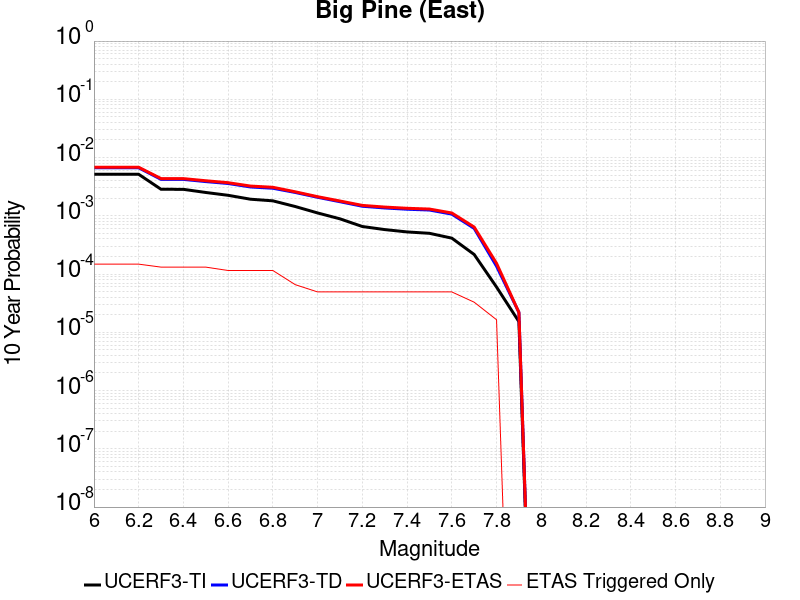 Big Pine (East)
10^0
10^-1
10^-2
10^-3
10^-4
10^-5
10^-6
10^-7
10^-8
10 Year Probability
6 6.2 6.4 6.6 6.8 7 7.2 7.4 7.6 7.8 8 8.2 8.4 8.6 8.8 9
Magnitude
UCERF3-TI UCERF3-TD UCERF3-ETAS ETAS Triggered Only